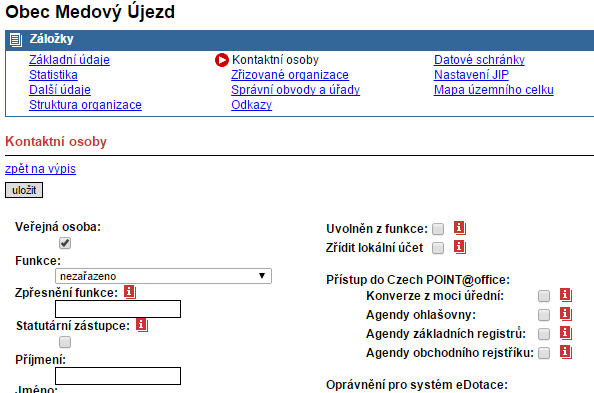 Obec Medový Újezd
Záložky
Základní údaje
Kontaktní osoby
Datové schránky
Statistika
Zřizované organizace
Nastavení JIP
Další údaje
Správní obvody a úřady
Mapa územního celku
Struktura organizace
Odkazy
Kontaktní osoby
zpět na výpis
uložit
Veřejná osoba:
Funkce:
nezařazeno
Zpřesnění funkce:
Statutární zástupce:
Příjmení:
Jméno:
Uvolněn z funkce:
Zřídit lokální účet
Přístup do Czech POINT@office:
Konverze z moci úřední:
Agendy ohlašovny:
Agendy základních registrů:
Agendy obchodního rejstříku:
Oprávnění pro systém eDotace: